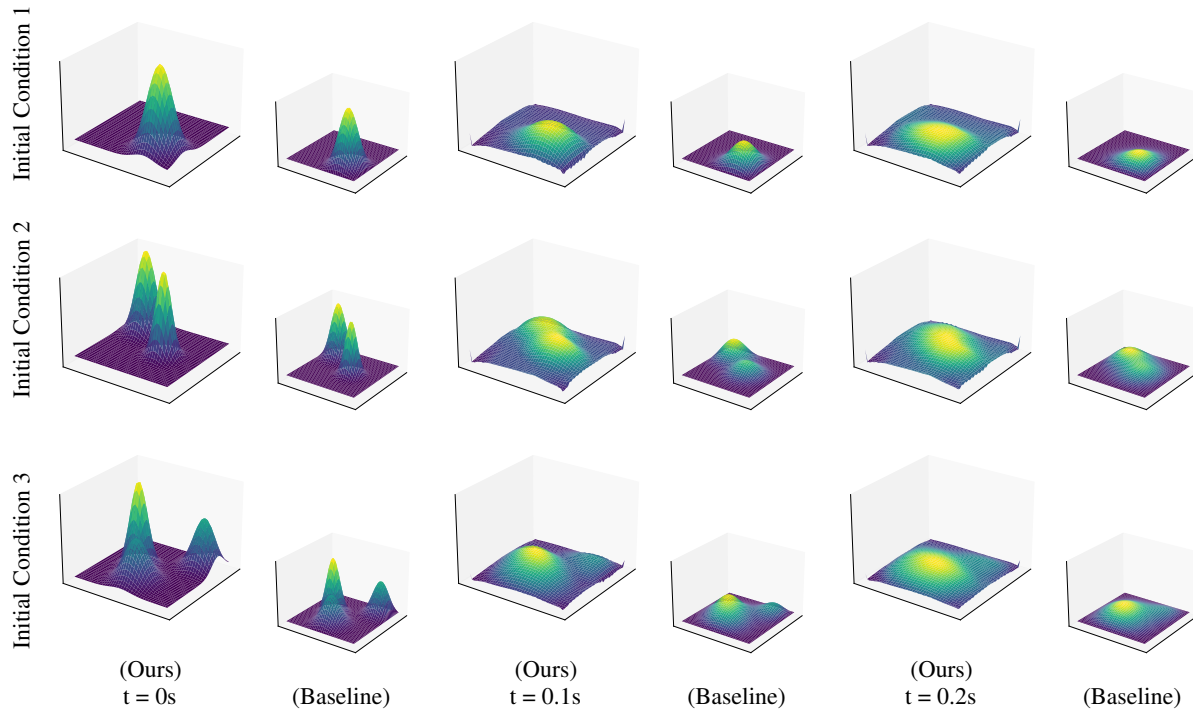 Initial Condition 1
Initial Condition 2
Initial Condition 3
(Ours)
t = 0s
(Baseline)
(Ours)
t = 0.1s
(Baseline)
(Ours)
t = 0.2s
(Baseline)